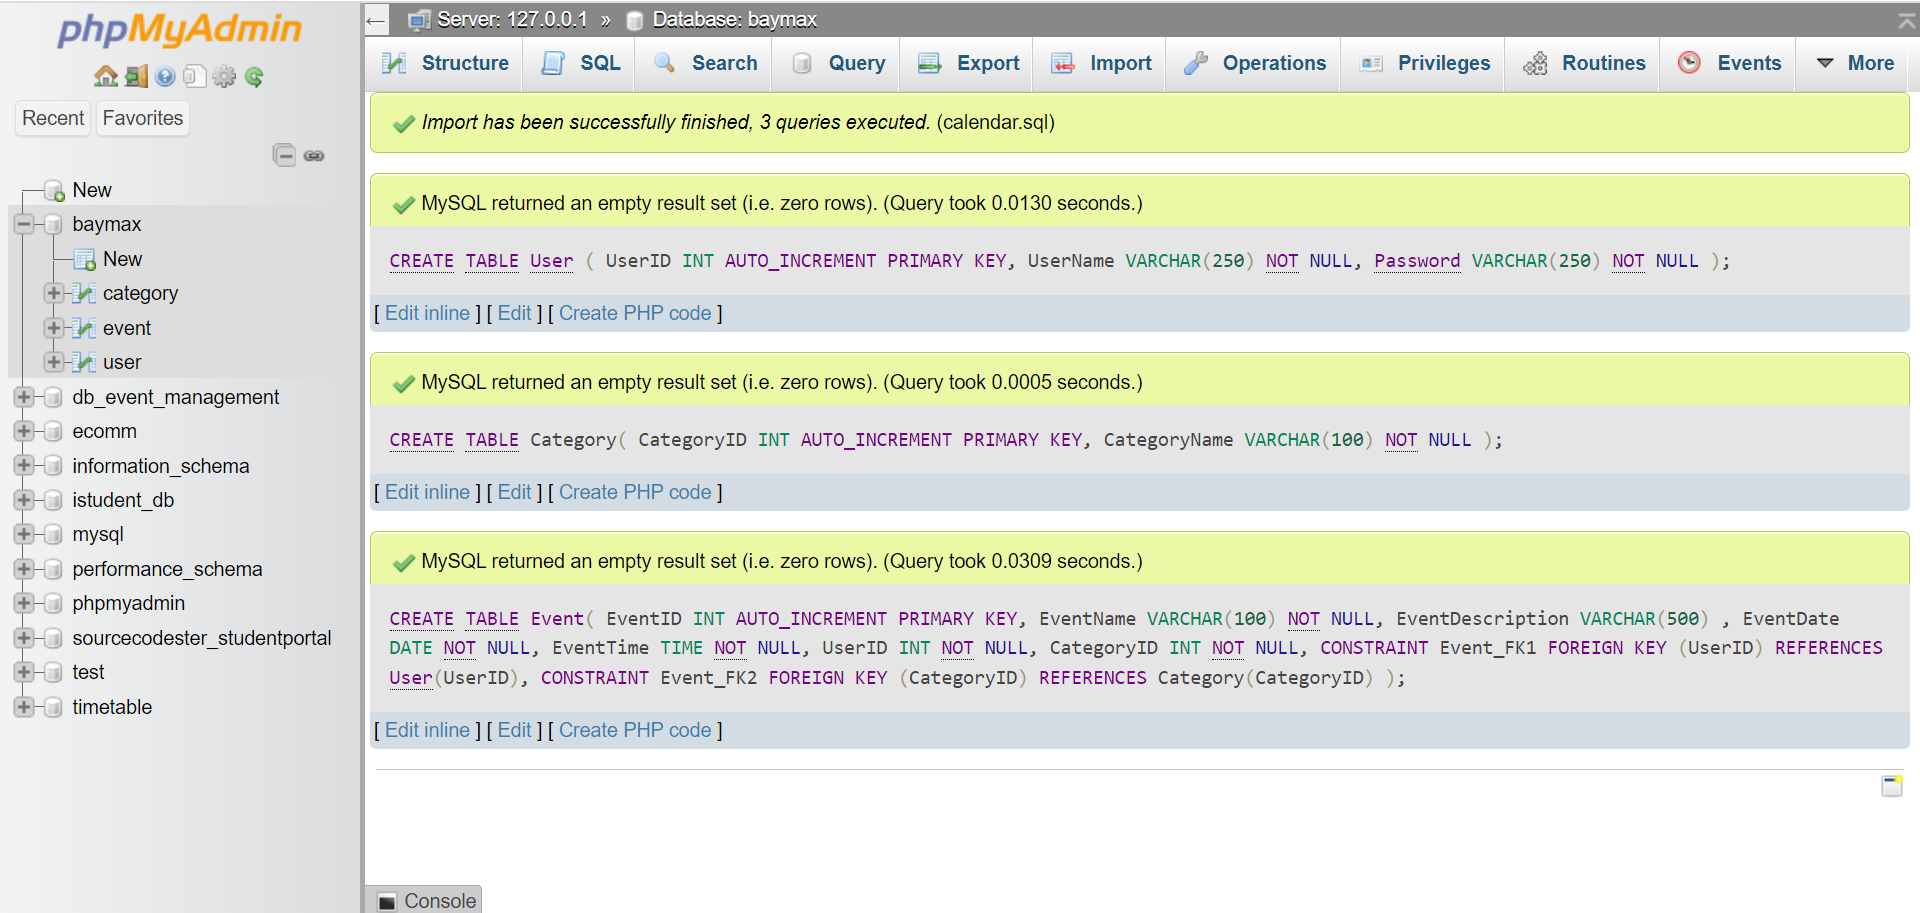 phpMyAdmin
Recent Favorites
New
baymax
New
category
event
user
db_event_management
ecomm
information_schema
istudent_db
mysql
performance_schema
phpmyadmin
sourcecodester_studentportal
test
timetable
← Server: 127.0.0.1 » Database: baymax
Structure SQL Search Query Export Import Operations Privileges Routines Events More
Import has been successfully finished, 3 queries executed. (calendar.sql)
MySQL returned an empty result set (i.e. zero rows). (Query took 0.0130 seconds.)
CREATE TABLE User ( UserID INT AUTO_INCREMENT PRIMARY KEY, UserName VARCHAR(250) NOT NULL, Password VARCHAR(250) NOT NULL );
[ Edit inline ] [ Edit ] [ Create PHP code ]
MySQL returned an empty result set (i.e. zero rows). (Query took 0.0005 seconds.)
CREATE TABLE Category( CategoryID INT AUTO_INCREMENT PRIMARY KEY, CategoryName VARCHAR(100) NOT NULL );
[ Edit inline ] [ Edit ] [ Create PHP code ]
MySQL returned an empty result set (i.e. zero rows). (Query took 0.0309 seconds.)
CREATE TABLE Event( EventID INT AUTO_INCREMENT PRIMARY KEY, EventName VARCHAR(100) NOT NULL, EventDescription VARCHAR(500) , EventDate
DATE NOT NULL, EventTime TIME NOT NULL, UserID INT NOT NULL, CategoryID INT NOT NULL, CONSTRAINT Event_FK1 FOREIGN KEY (UserID) REFERENCES
User(UserID), CONSTRAINT Event_FK2 FOREIGN KEY (CategoryID) REFERENCES Category(CategoryID) );
[ Edit inline ] [ Edit ] [ Create PHP code ]
Console